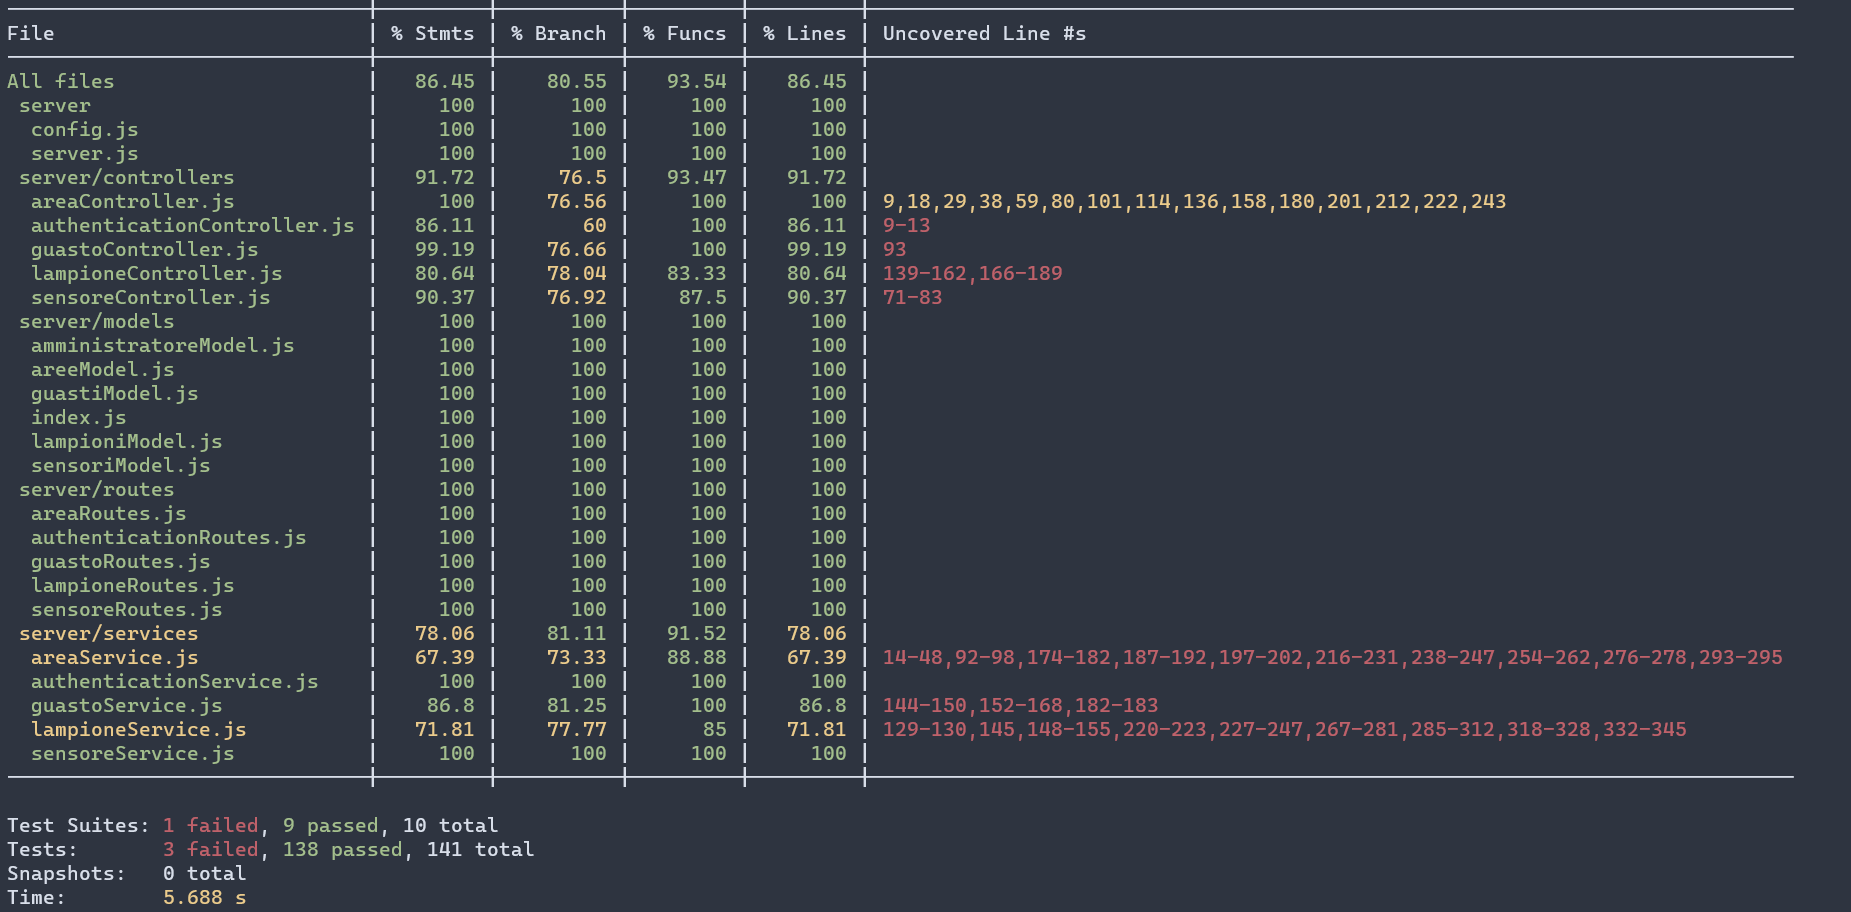 File | % Stmts | % Branch | % Funcs | % Lines | Uncovered Line #s
All files | 86.45 | 80.55 | 93.54 | 86.45 |
server | 100 | 100 | 100 | 100 |
config.js | 100 | 100 | 100 | 100 |
server.js | 100 | 100 | 100 | 100 |
server/controllers | 91.72 | 76.5 | 93.47 | 91.72 |
areaController.js | 100 | 76.56 | 100 | 100 | 9,18,29,38,59,80,101,114,136,158,180,201,212,222,243
authenticationController.js | 86.11 | 60 | 100 | 86.11 | 9-13
guastoController.js | 99.19 | 76.66 | 100 | 99.19 | 93
lampioneController.js | 80.64 | 78.04 | 83.33 | 80.64 | 139-162,166-189
sensoreController.js | 90.37 | 76.92 | 87.5 | 90.37 | 71-83
server/models | 100 | 100 | 100 | 100 |
amministratoreModel.js | 100 | 100 | 100 | 100 |
areeModel.js | 100 | 100 | 100 | 100 |
guastiModel.js | 100 | 100 | 100 | 100 |
index.js | 100 | 100 | 100 | 100 |
lampioniModel.js | 100 | 100 | 100 | 100 |
sensoriModel.js | 100 | 100 | 100 | 100 |
server/routes | 100 | 100 | 100 | 100 |
areaRoutes.js | 100 | 100 | 100 | 100 |
authenticationRoutes.js | 100 | 100 | 100 | 100 |
guastoRoutes.js | 100 | 100 | 100 | 100 |
lampioneRoutes.js | 100 | 100 | 100 | 100 |
sensoreRoutes.js | 100 | 100 | 100 | 100 |
server/services | 78.06 | 81.11 | 91.52 | 78.06 |
areaService.js | 67.39 | 73.33 | 88.88 | 67.39 | 14-48,92-98,174-182,187-192,197-202,216-231,238-247,254-262,276-278,293-295
authenticationService.js | 100 | 100 | 100 | 100 |
guastoService.js | 86.8 | 81.25 | 100 | 86.8 | 144-150,152-168,182-183
lampioneService.js | 71.81 | 77.77 | 85 | 71.81 | 129-130,145,148-155,220-223,227-247,267-281,285-312,318-328,332-345
sensoreService.js | 100 | 100 | 100 | 100 |
Test Suites: 1 failed, 9 passed, 10 total
Tests: 3 failed, 138 passed, 141 total
Snapshots: 0 total
Time: 5.688 s